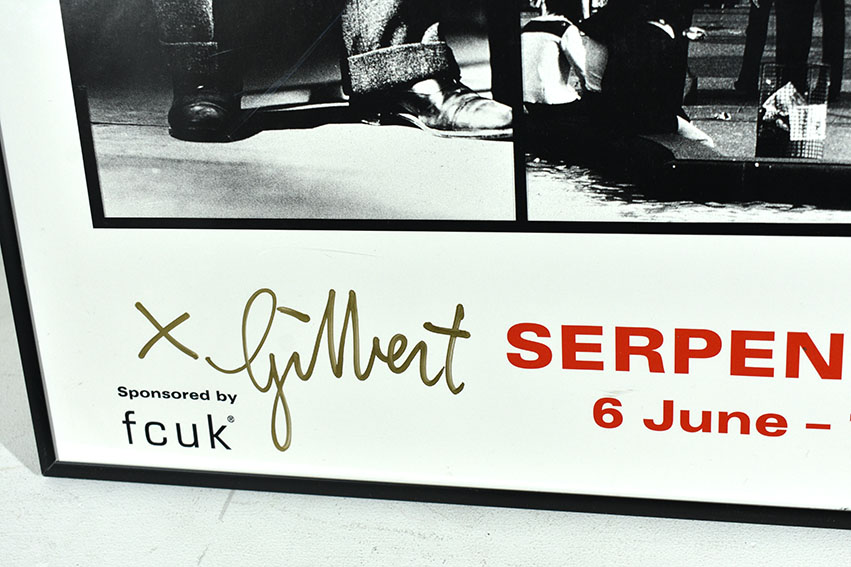 x Gilbert
SERPEN
6 June –
Sponsored by
fcuk®